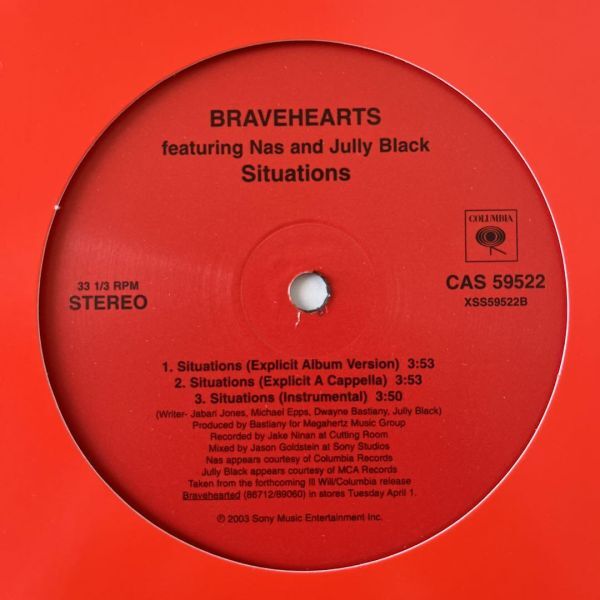 BRAVEHEARTS
featuring Nas and Jully Black
Situations
COLUMBIA
33 1/3 RPM
STEREO
CAS 59522
XSS59522B
1. Situations (Explicit Album Version) 3:53
2. Situations (Explicit A Cappella) 3:53
3. Situations (Instrumental) 3:50
(Writer- Jabari Jones, Michael Epps, Dwayne Bastiany, Jully Black)
Produced by Bastiany for Megahertz Music Group
Recorded by Jake Ninan at Cutting Room
Mixed by Jason Goldstein at Sony Studios
Nas appears courtesy of Columbia Records
Jully Black appears courtesy of MCA Records
Taken from the forthcoming Ill Will/Columbia release
Bravehearted (86712/89060) in stores Tuesday April 1.
℗ 2003 Sony Music Entertainment Inc.